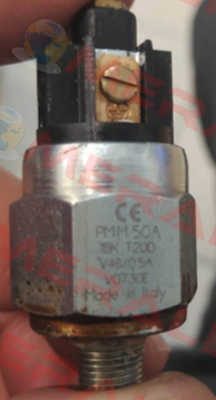 CE
PMM 50A
18K T200
V48/0.5A
V0730E
Made in Italy